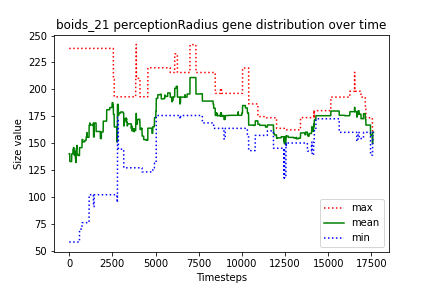 boids_21 perceptionRadius gene distribution over time
250
225
200
175
150
125
100
75
50
Size value
max
mean
min
0
2500
5000
7500
10000
12500
15000
17500
Timesteps